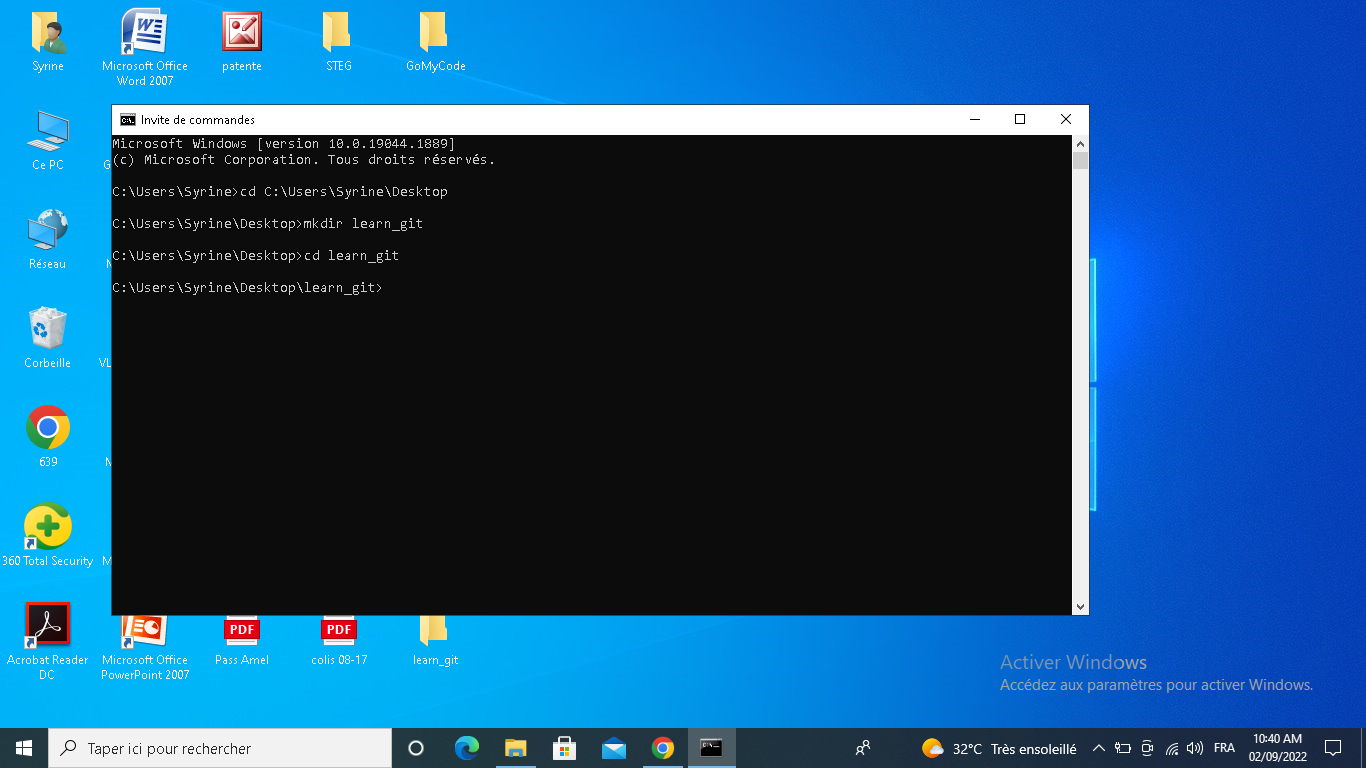 Syrine
Microsoft Office
Word 2007
patente
STEG
GoMyCode
Invite de commandes
Microsoft Windows [version 10.0.19044.1889]
(c) Microsoft Corporation. Tous droits réservés.
C:\Users\Syrine>cd C:\Users\Syrine\Desktop
C:\Users\Syrine\Desktop>mkdir learn_git
C:\Users\Syrine\Desktop>cd learn_git
C:\Users\Syrine\Desktop\learn_git>
Ce PC
Réseau
Corbeille
VL
639
360 Total Security
Acrobat Reader
DC
Microsoft Office
PowerPoint 2007
PDF
Pass Amel
PDF
colis 08-17
learn_git
Activer Windows
Accédez aux paramètres pour activer Windows.
Taper ici pour rechercher
32°C Très ensoleillé
FRA
10:40 AM
02/09/2022